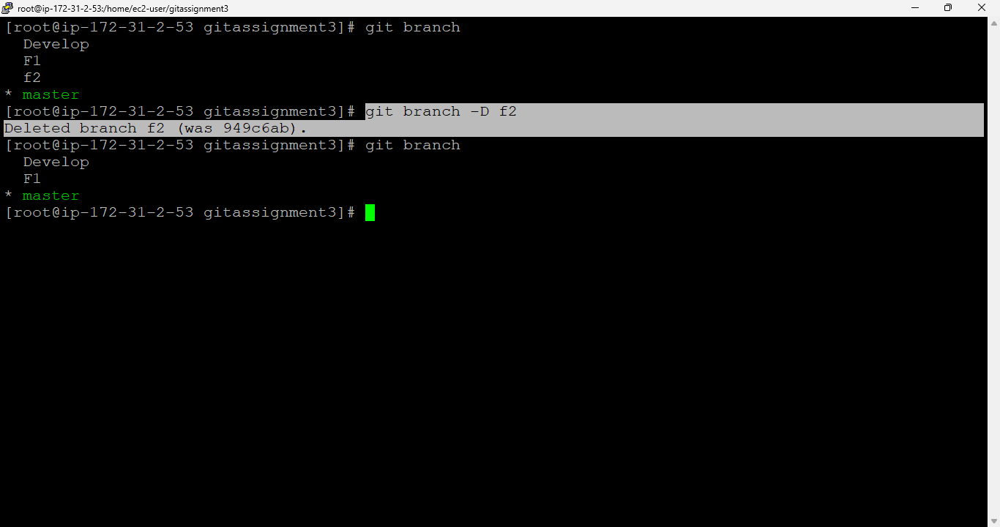 root@ip-172-31-2-53:/home/ec2-user/gitassignment3
[root@ip-172-31-2-53 gitassignment3]# git branch
  Develop
  F1
  f2
* master
[root@ip-172-31-2-53 gitassignment3]# git branch -D f2
Deleted branch f2 (was 949c6ab).
[root@ip-172-31-2-53 gitassignment3]# git branch
  Develop
  F1
* master
[root@ip-172-31-2-53 gitassignment3]#